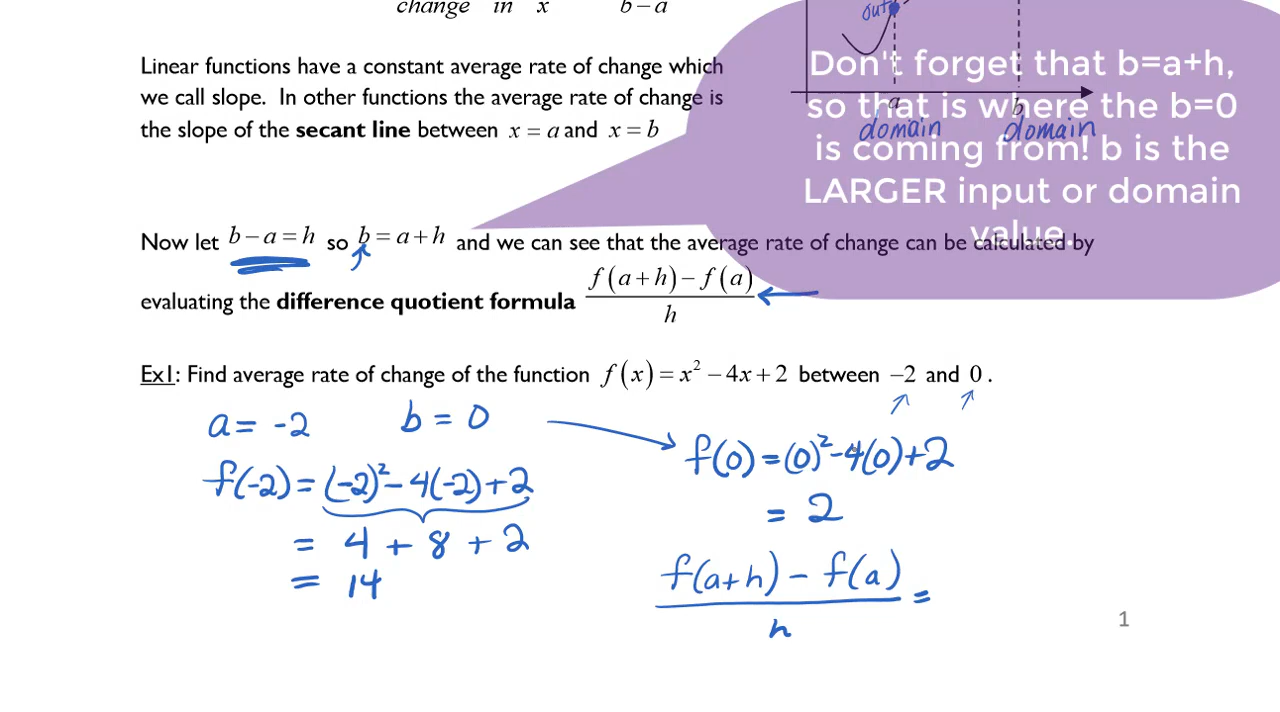 change in x b − a
out
Don't forget that b=a+h,
so that is where the b=0
is coming from! b is the
LARGER input or domain
value.
a b
domain domain
Linear functions have a constant average rate of change which
we call slope. In other functions the average rate of change is
the slope of the secant line between x = a and x = b
Now let b − a = h so b = a + h and we can see that the average rate of change can be calculated by
evaluating the difference quotient formula
f(a + h) − f(a)
h
Ex1: Find average rate of change of the function f(x) = x² − 4x + 2 between −2 and 0 .
a = -2 b = 0
f(-2) = (-2)² - 4(-2) + 2
= 4 + 8 + 2
= 14
f(0) = (0)² - 4(0) + 2
= 2
f(a+h) - f(a) =
h
1